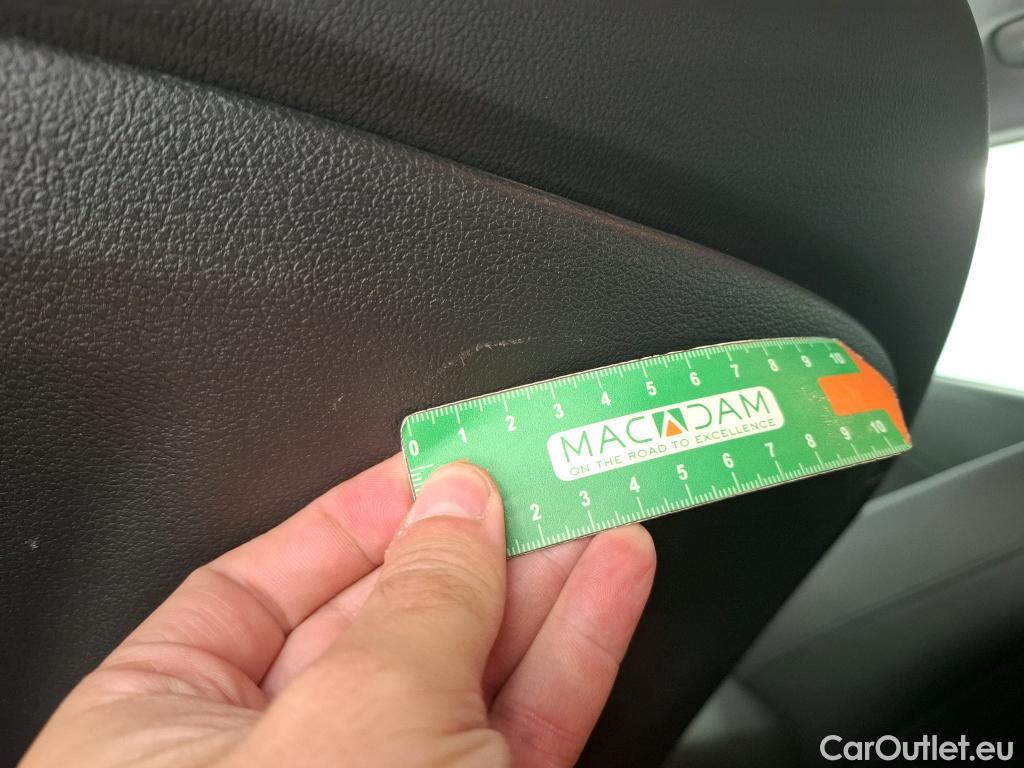 0 1 2 3 4 5 6 7 8 9 10
MACADAM
ON THE ROAD TO EXCELLENCE
2 3 4 5 6 7 8 9 10
CarOutlet.eu